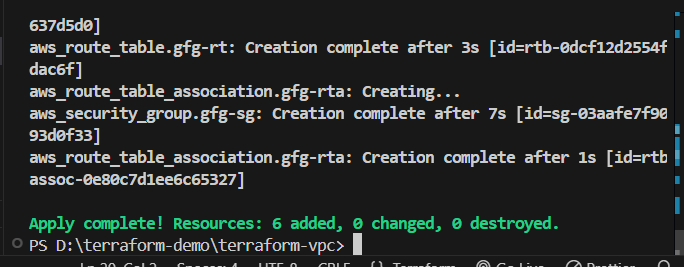 637d5d0]
aws_route_table.gfg-rt: Creation complete after 3s [id=rtb-0dcf12d2554f
dac6f]
aws_route_table_association.gfg-rta: Creating...
aws_security_group.gfg-sg: Creation complete after 7s [id=sg-03aafe7f90
93d0f33]
aws_route_table_association.gfg-rta: Creation complete after 1s [id=rtb
assoc-0e80c7d1ee6c65327]
Apply complete! Resources: 6 added, 0 changed, 0 destroyed.
PS D:\terraform-demo\terraform-vpc>